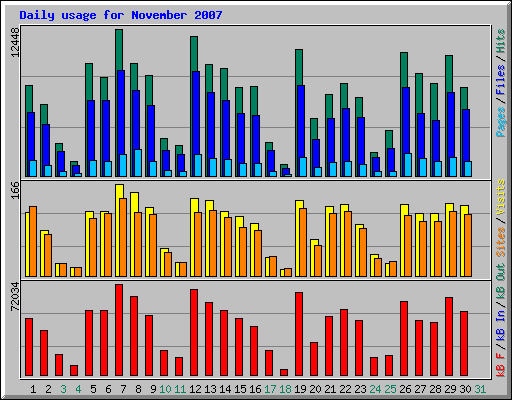 Daily usage for November 2007
12448
Pages / Files / Hits
166
Sites / Visits
72034
kB F / kB In / kB Out
1 2 3 4 5 6 7 8 9 10 11 12 13 14 15 16 17 18 19 20 21 22 23 24 25 26 27 28 29 30 31